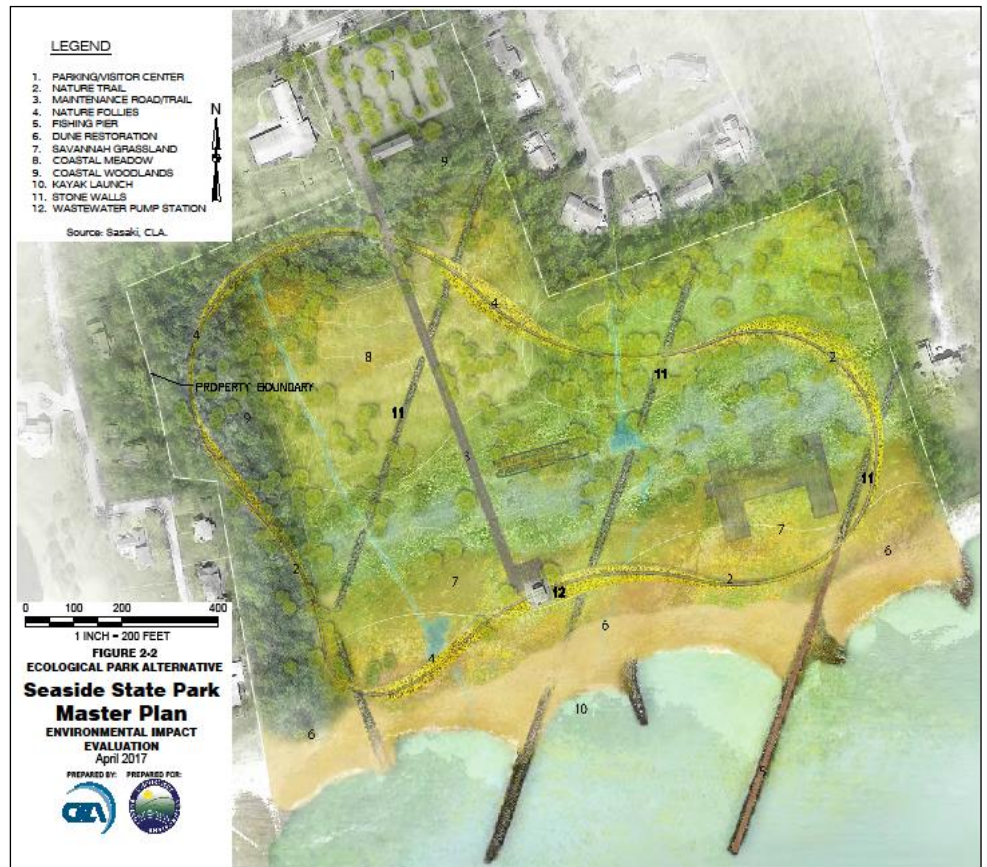 LEGEND
1. PARKING/VISITOR CENTER
2. NATURE TRAIL
3. MAINTENANCE ROAD/TRAIL
4. NATURE FOLLIES
5. FISHING PIER
6. DUNE RESTORATION
7. SAVANNAH GRASSLAND
8. COASTAL MEADOW
9. COASTAL WOODLANDS
10. KAYAK LAUNCH
11. STONE WALLS
12. WASTEWATER PUMP STATION
Source: Sasaki, CLA.
N
1
9
4
4
2
8
PROPERTY BOUNDARY
11
11
9
3
11
7
6
2
7
12
2
6
4
10
6
5
0 100 200 400
1 INCH = 200 FEET
FIGURE 2-2
ECOLOGICAL PARK ALTERNATIVE
Seaside State Park
Master Plan
ENVIRONMENTAL IMPACT
EVALUATION
April 2017
PREPARED BY: PREPARED FOR:
GZA